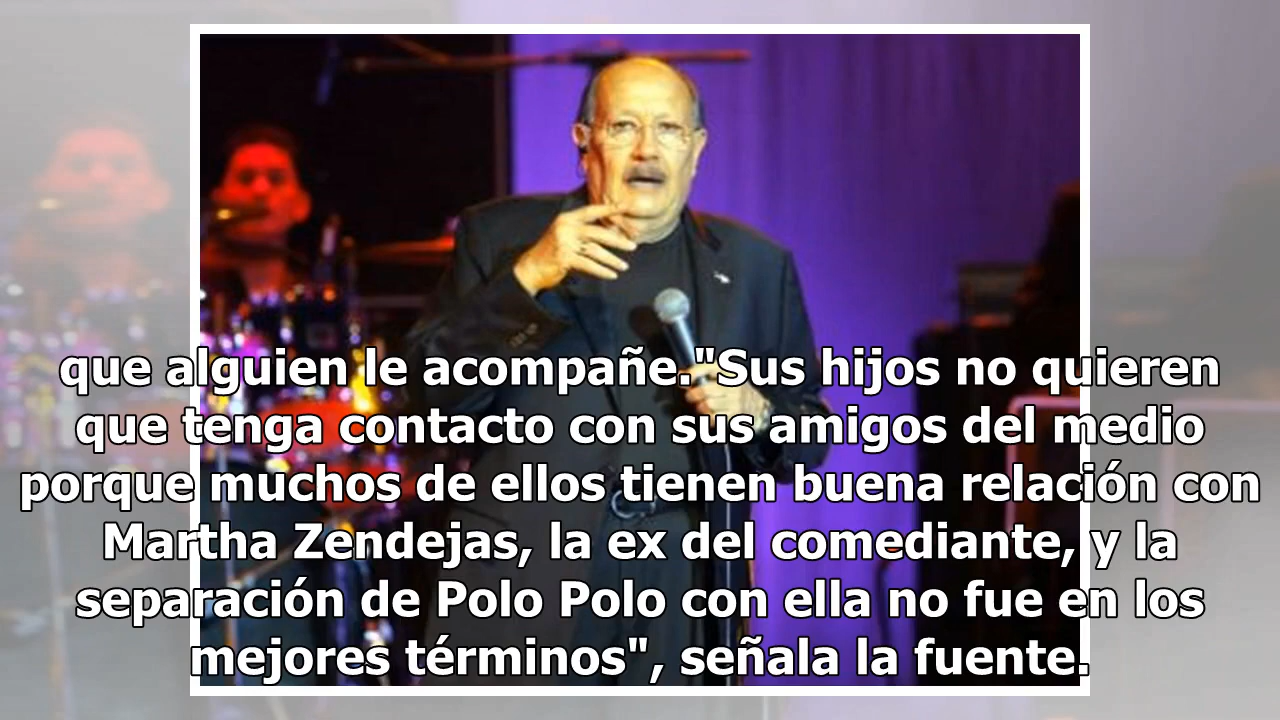 que alguien le acompañe."Sus hijos no quieren
que tenga contacto con sus amigos del medio
porque muchos de ellos tienen buena relación con
Martha Zendejas, la ex del comediante, y la
separación de Polo Polo con ella no fue en los
mejores términos", señala la fuente.